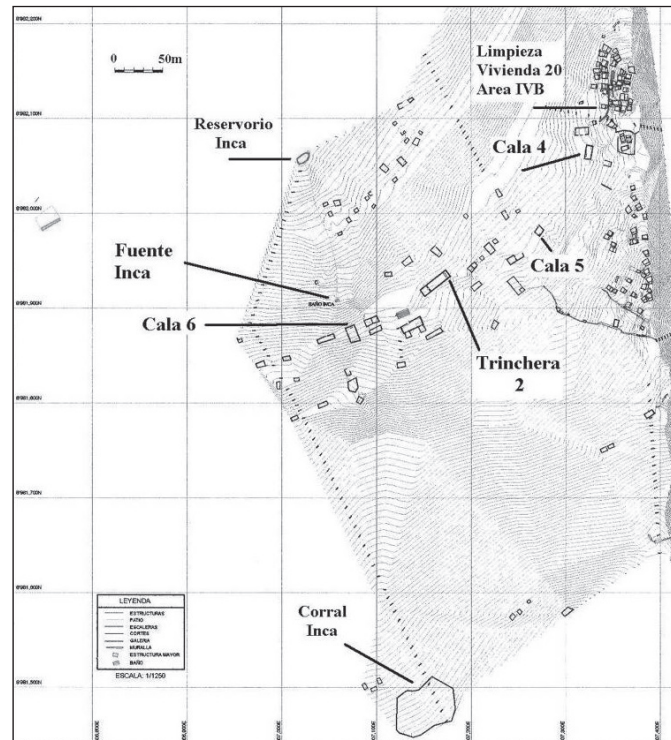 0 50m
Limpieza
Vivienda 20
Area IVB
Reservorio
Inca
Cala 4
Fuente
Inca
BAÑO INCA
Cala 5
Cala 6
Trinchera
2
LEYENDA
ESTRUCTURAS
PATIO
ESCALERAS
CORTES
GALERIA
MURALLA
ESTRUCTURA MAYOR
BAÑO
ESCALA: 1/1250
Corral
Inca